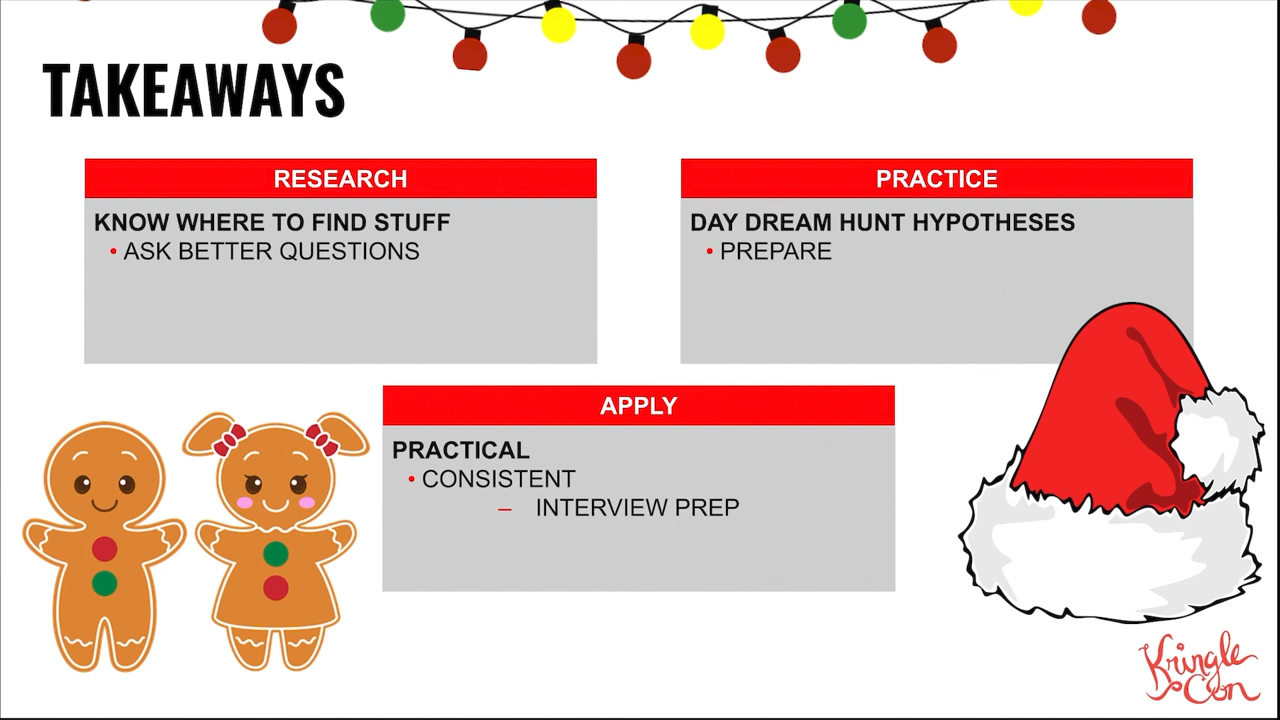 TAKEAWAYS
RESEARCH
KNOW WHERE TO FIND STUFF
• ASK BETTER QUESTIONS
PRACTICE
DAY DREAM HUNT HYPOTHESES
• PREPARE
APPLY
PRACTICAL
• CONSISTENT
– INTERVIEW PREP
Kringle
Con